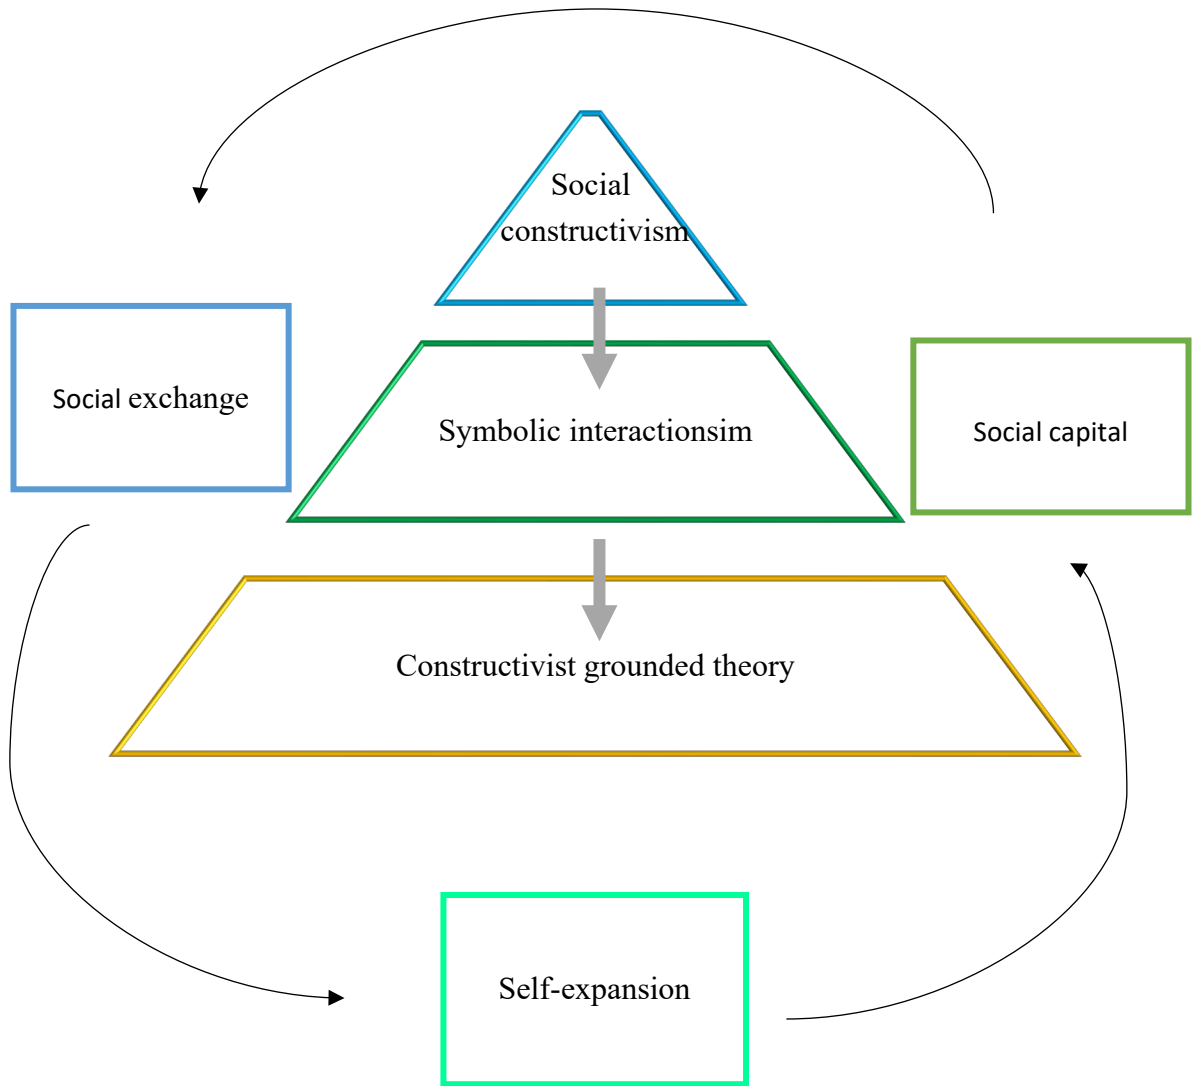 Social
constructivism
Social exchange
Symbolic interactionsim
Social capital
Constructivist grounded theory
Self-expansion